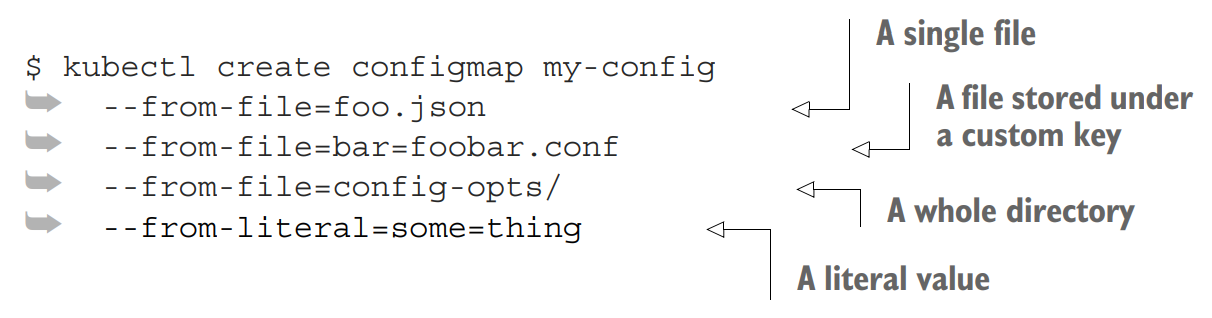 $ kubectl create configmap my-config
--from-file=foo.json
--from-file=bar=foobar.conf
--from-file=config-opts/
--from-literal=some=thing
A single file
A file stored under
a custom key
A whole directory
A literal value